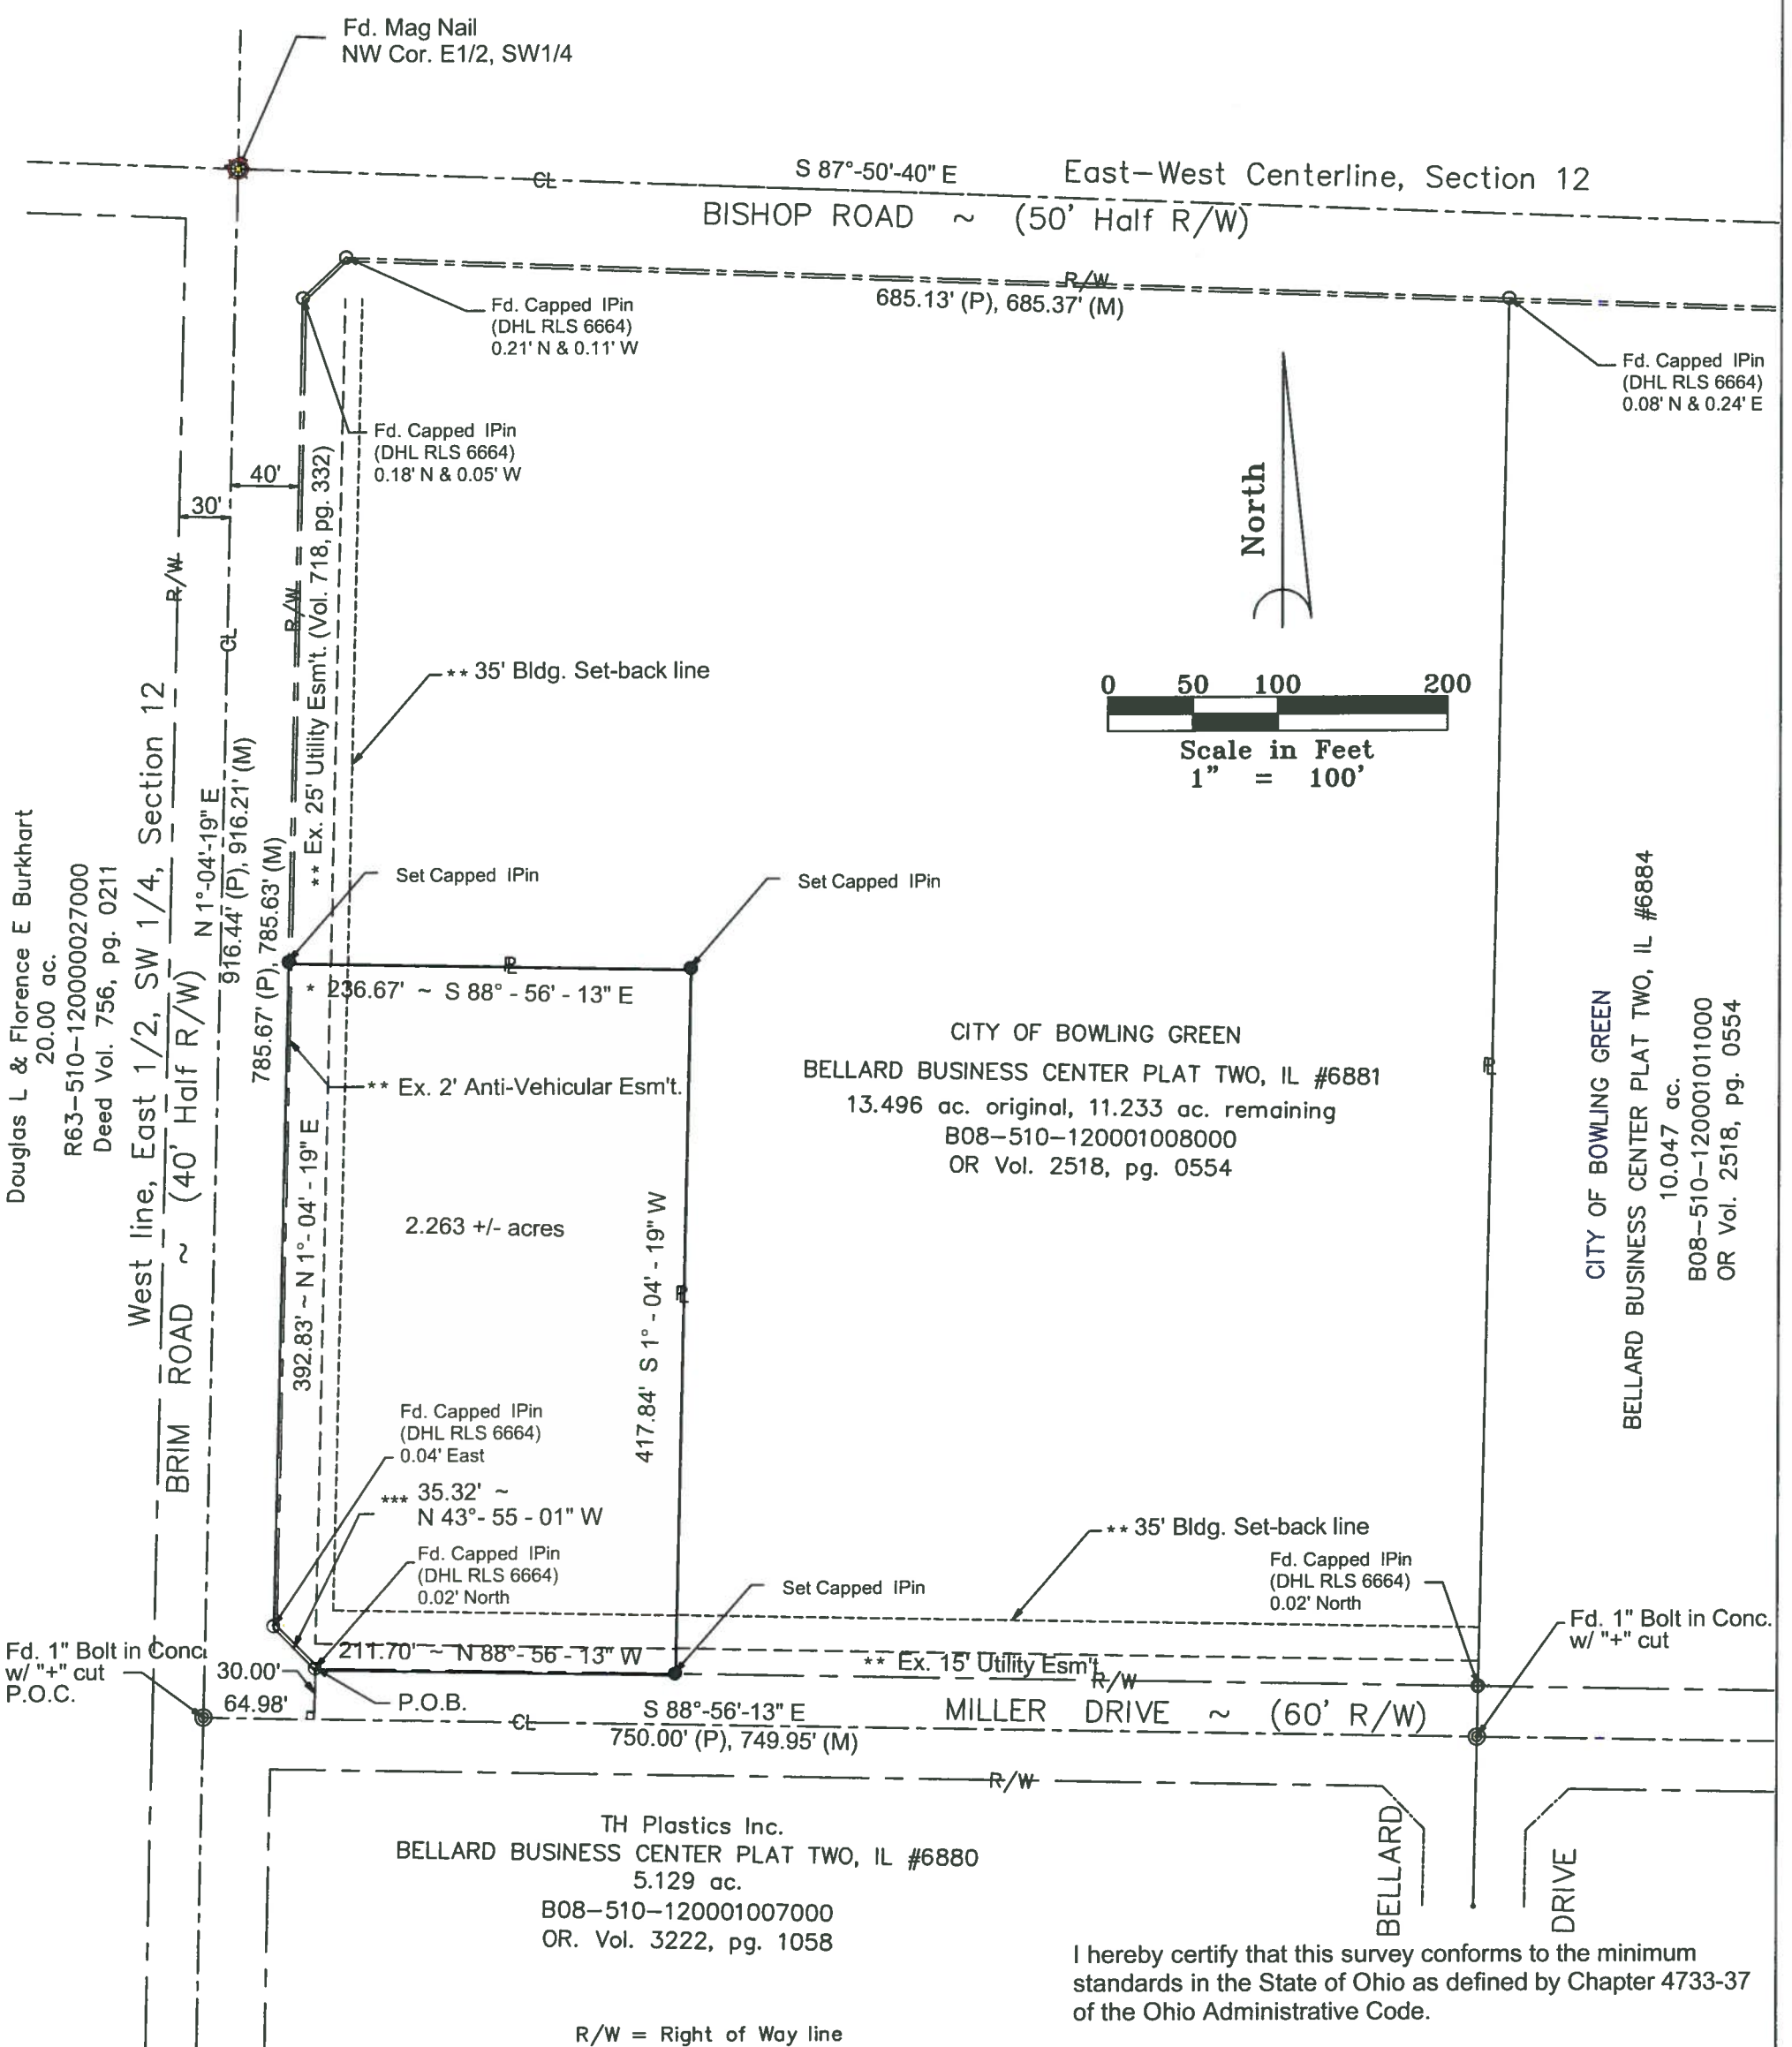 Fd. Mag Nail
NW Cor. E1/2, SW1/4
S 87°-50'-40" E
East-West Centerline, Section 12
CL
BISHOP ROAD ~ (50' Half R/W)
R/W
685.13' (P), 685.37' (M)
Fd. Capped IPin
(DHL RLS 6664)
0.21' N & 0.11' W
Fd. Capped IPin
(DHL RLS 6664)
0.08' N & 0.24' E
Fd. Capped IPin
(DHL RLS 6664)
0.18' N & 0.05' W
40'
30'
R/W
R/W
CL
North
** Ex. 25' Utility Esm't. (Vol. 718, pg. 332)
** 35' Bldg. Set-back line
0 50 100 200
Scale in Feet
1" = 100'
Douglas L & Florence E Burkhart
20.00 ac.
R63-510-120000027000
Deed Vol. 756, pg. 0211
West line, East 1/2, SW 1/4, Section 12
BRIM ROAD ~ (40' Half R/W)
N 1°-04'-19" E
916.44' (P), 916.21' (M)
785.67' (P), 785.63' (M)
Set Capped IPin
Set Capped IPin
PL
* 236.67' ~ S 88° - 56' - 13" E
** Ex. 2' Anti-Vehicular Esm't.
CITY OF BOWLING GREEN
BELLARD BUSINESS CENTER PLAT TWO, IL #6881
13.496 ac. original, 11.233 ac. remaining
B08-510-120001008000
OR Vol. 2518, pg. 0554
PL
CITY OF BOWLING GREEN
BELLARD BUSINESS CENTER PLAT TWO, IL #6884
10.047 ac.
B08-510-120001011000
OR Vol. 2518, pg. 0554
392.83' ~ N 1°- 04' - 19" E
2.263 +/- acres
417.84' S 1° - 04' - 19" W
PL
Fd. Capped IPin
(DHL RLS 6664)
0.04' East
*** 35.32' ~
N 43°- 55 - 01" W
Fd. Capped IPin
(DHL RLS 6664)
0.02' North
Set Capped IPin
** 35' Bldg. Set-back line
Fd. Capped IPin
(DHL RLS 6664)
0.02' North
Fd. 1" Bolt in Conc.
w/ "+" cut
Fd. 1" Bolt in Conc.
w/ "+" cut
P.O.C.
211.70' ~ N 88°- 56 - 13" W
** Ex. 15' Utility Esm't.
R/W
30.00'
64.98'
P.O.B.
CL
S 88°-56'-13" E
750.00' (P), 749.95' (M)
MILLER DRIVE ~ (60' R/W)
R/W
TH Plastics Inc.
BELLARD BUSINESS CENTER PLAT TWO, IL #6880
5.129 ac.
B08-510-120001007000
OR. Vol. 3222, pg. 1058
BELLARD
DRIVE
I hereby certify that this survey conforms to the minimum
standards in the State of Ohio as defined by Chapter 4733-37
of the Ohio Administrative Code.
R/W = Right of Way line